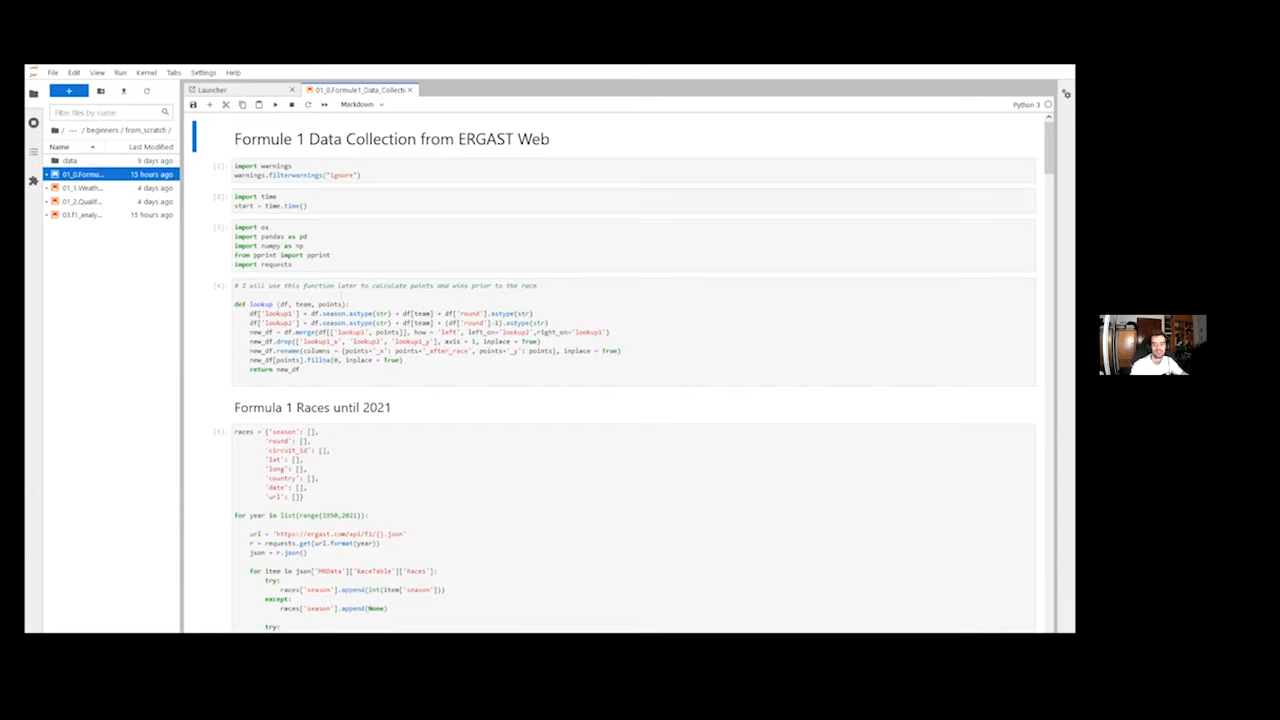 File Edit View Run Kernel Tabs Settings Help
Launcher
01_0.Formule1_Data_Collecti
Filter files by name
Markdown
Python 3
/ ··· / beginners / from_scratch /
Name Last Modified
data 9 days ago
01_0.Formu... 15 hours ago
01_1.Weath... 4 days ago
01_2.Qualif... 4 days ago
03.f1_analy... 15 hours ago
Formule 1 Data Collection from ERGAST Web
[1]: import warnings
warnings.filterwarnings("ignore")
[2]: import time
start = time.time()
[3]: import os
import pandas as pd
import numpy as np
from pprint import pprint
import requests
[4]: # I will use this function later to calculate points and wins prior to the race
def lookup (df, team, points):
df['lookup1'] = df.season.astype(str) + df[team] + df['round'].astype(str)
df['lookup2'] = df.season.astype(str) + df[team] + (df['round']-1).astype(str)
new_df = df.merge(df[['lookup1', points]], how = 'left', left_on='lookup2',right_on='lookup1')
new_df.drop(['lookup1_x', 'lookup2', 'lookup1_y'], axis = 1, inplace = True)
new_df.rename(columns = {points+'_x': points+'_after_race', points+'_y': points}, inplace = True)
new_df[points].fillna(0, inplace = True)
return new_df
Formula 1 Races until 2021
[5]: races = {'season': [],
'round': [],
'circuit_id': [],
'lat': [],
'long': [],
'country': [],
'date': [],
'url': []}
for year in list(range(1950,2021)):
url = 'https://ergast.com/api/f1/{}.json'
r = requests.get(url.format(year))
json = r.json()
for item in json['MRData']['RaceTable']['Races']:
try:
races['season'].append(int(item['season']))
except:
races['season'].append(None)
try: